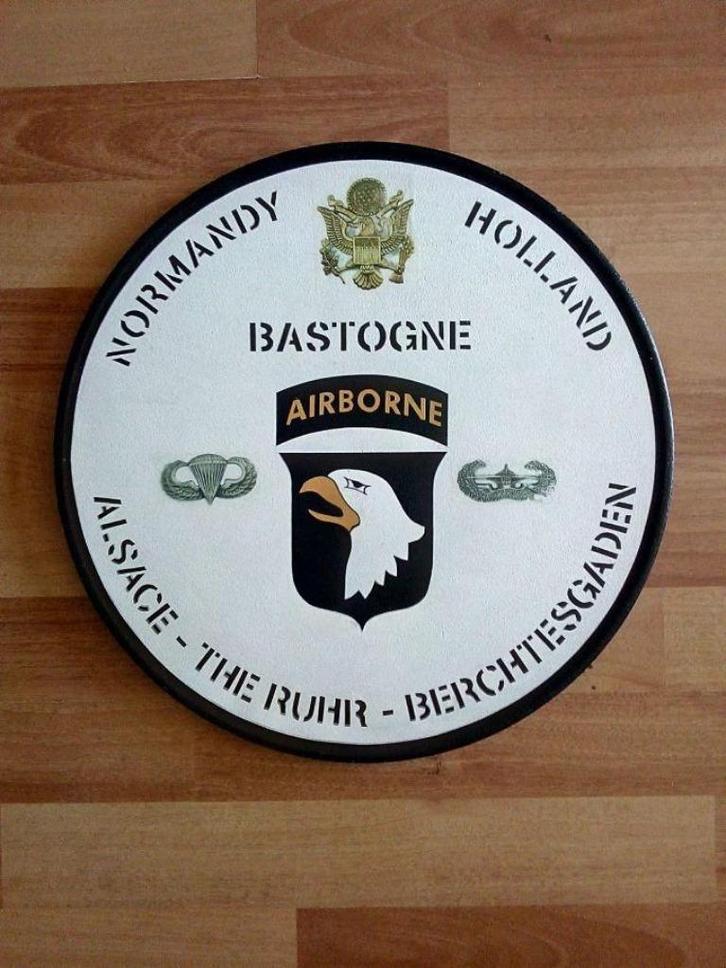 NORMANDY
HOLLAND
BASTOGNE
AIRBORNE
ALSACE - THE RUHR - BERCHTESGADEN